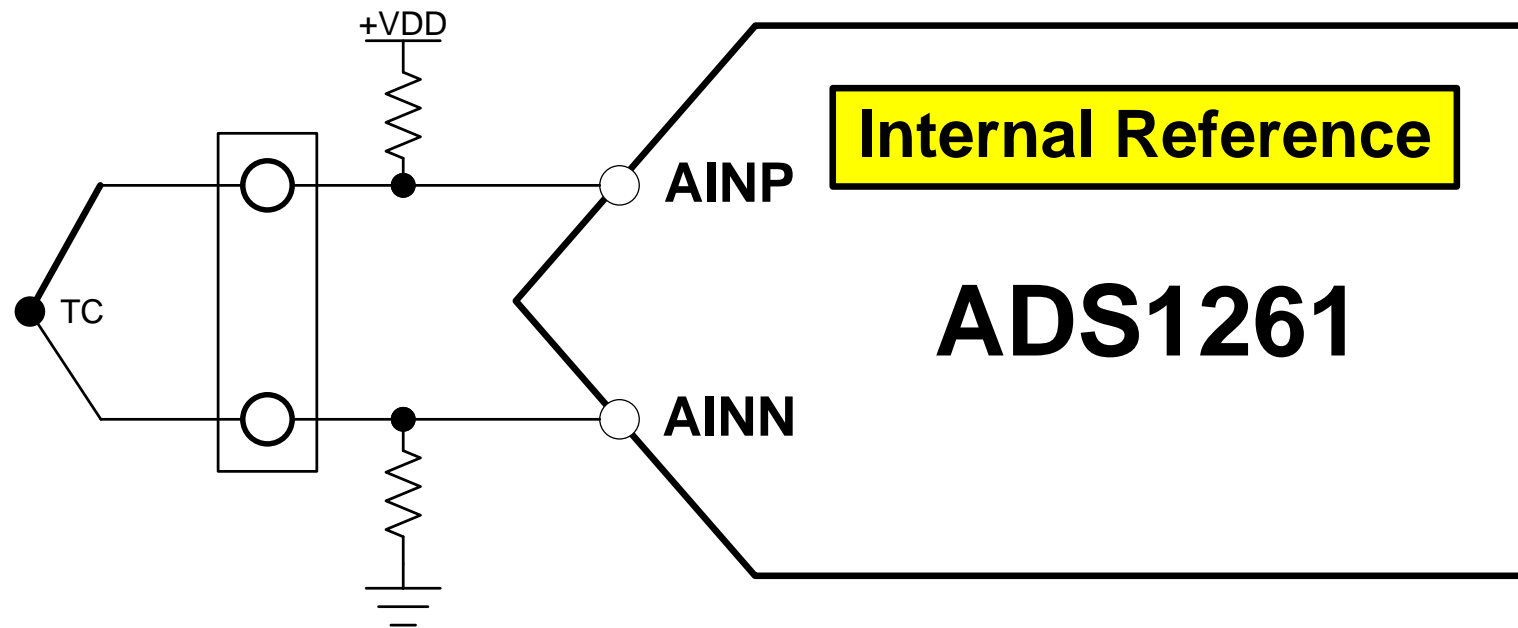 +VDD
Internal Reference
AINP
ADS1261
TC
AINN